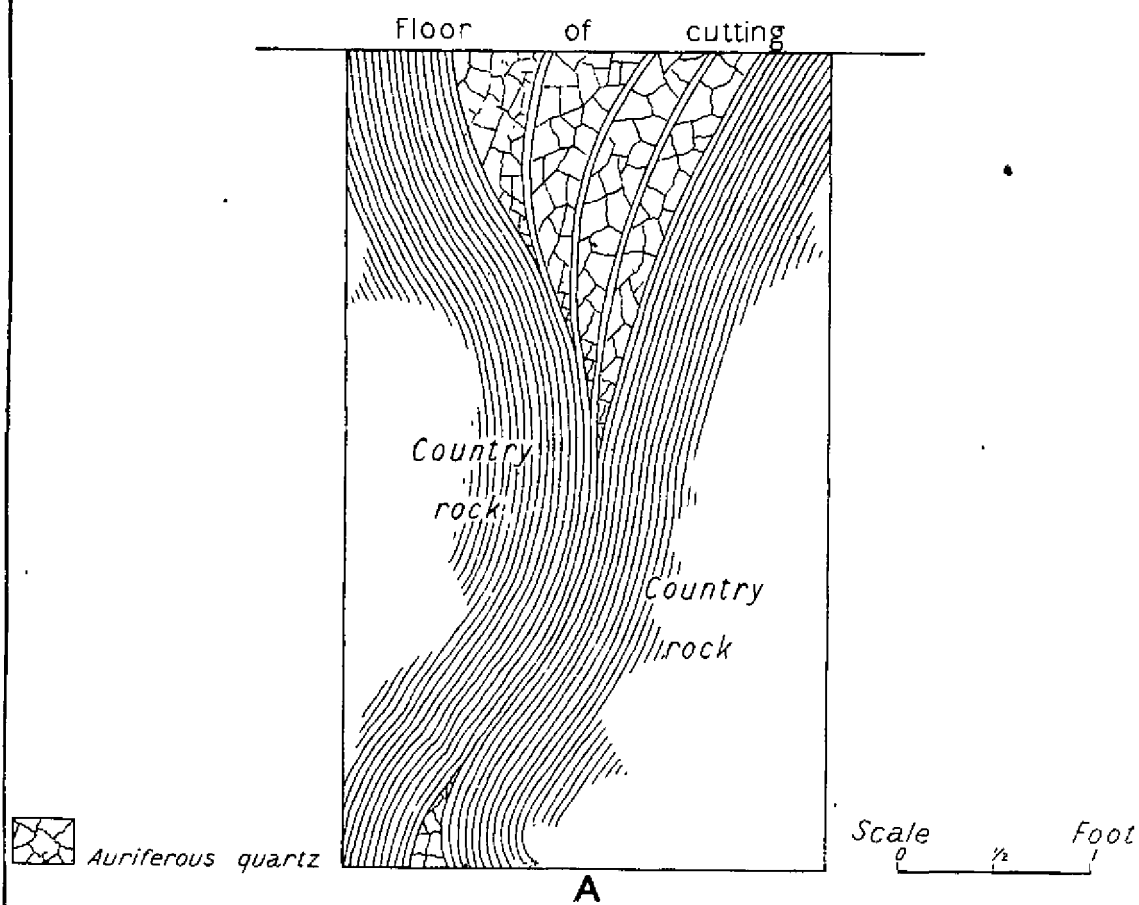 Floor of cutting
Country
rock
Country
rock
Auriferous quartz
Scale Foot
0 ½ 1
A